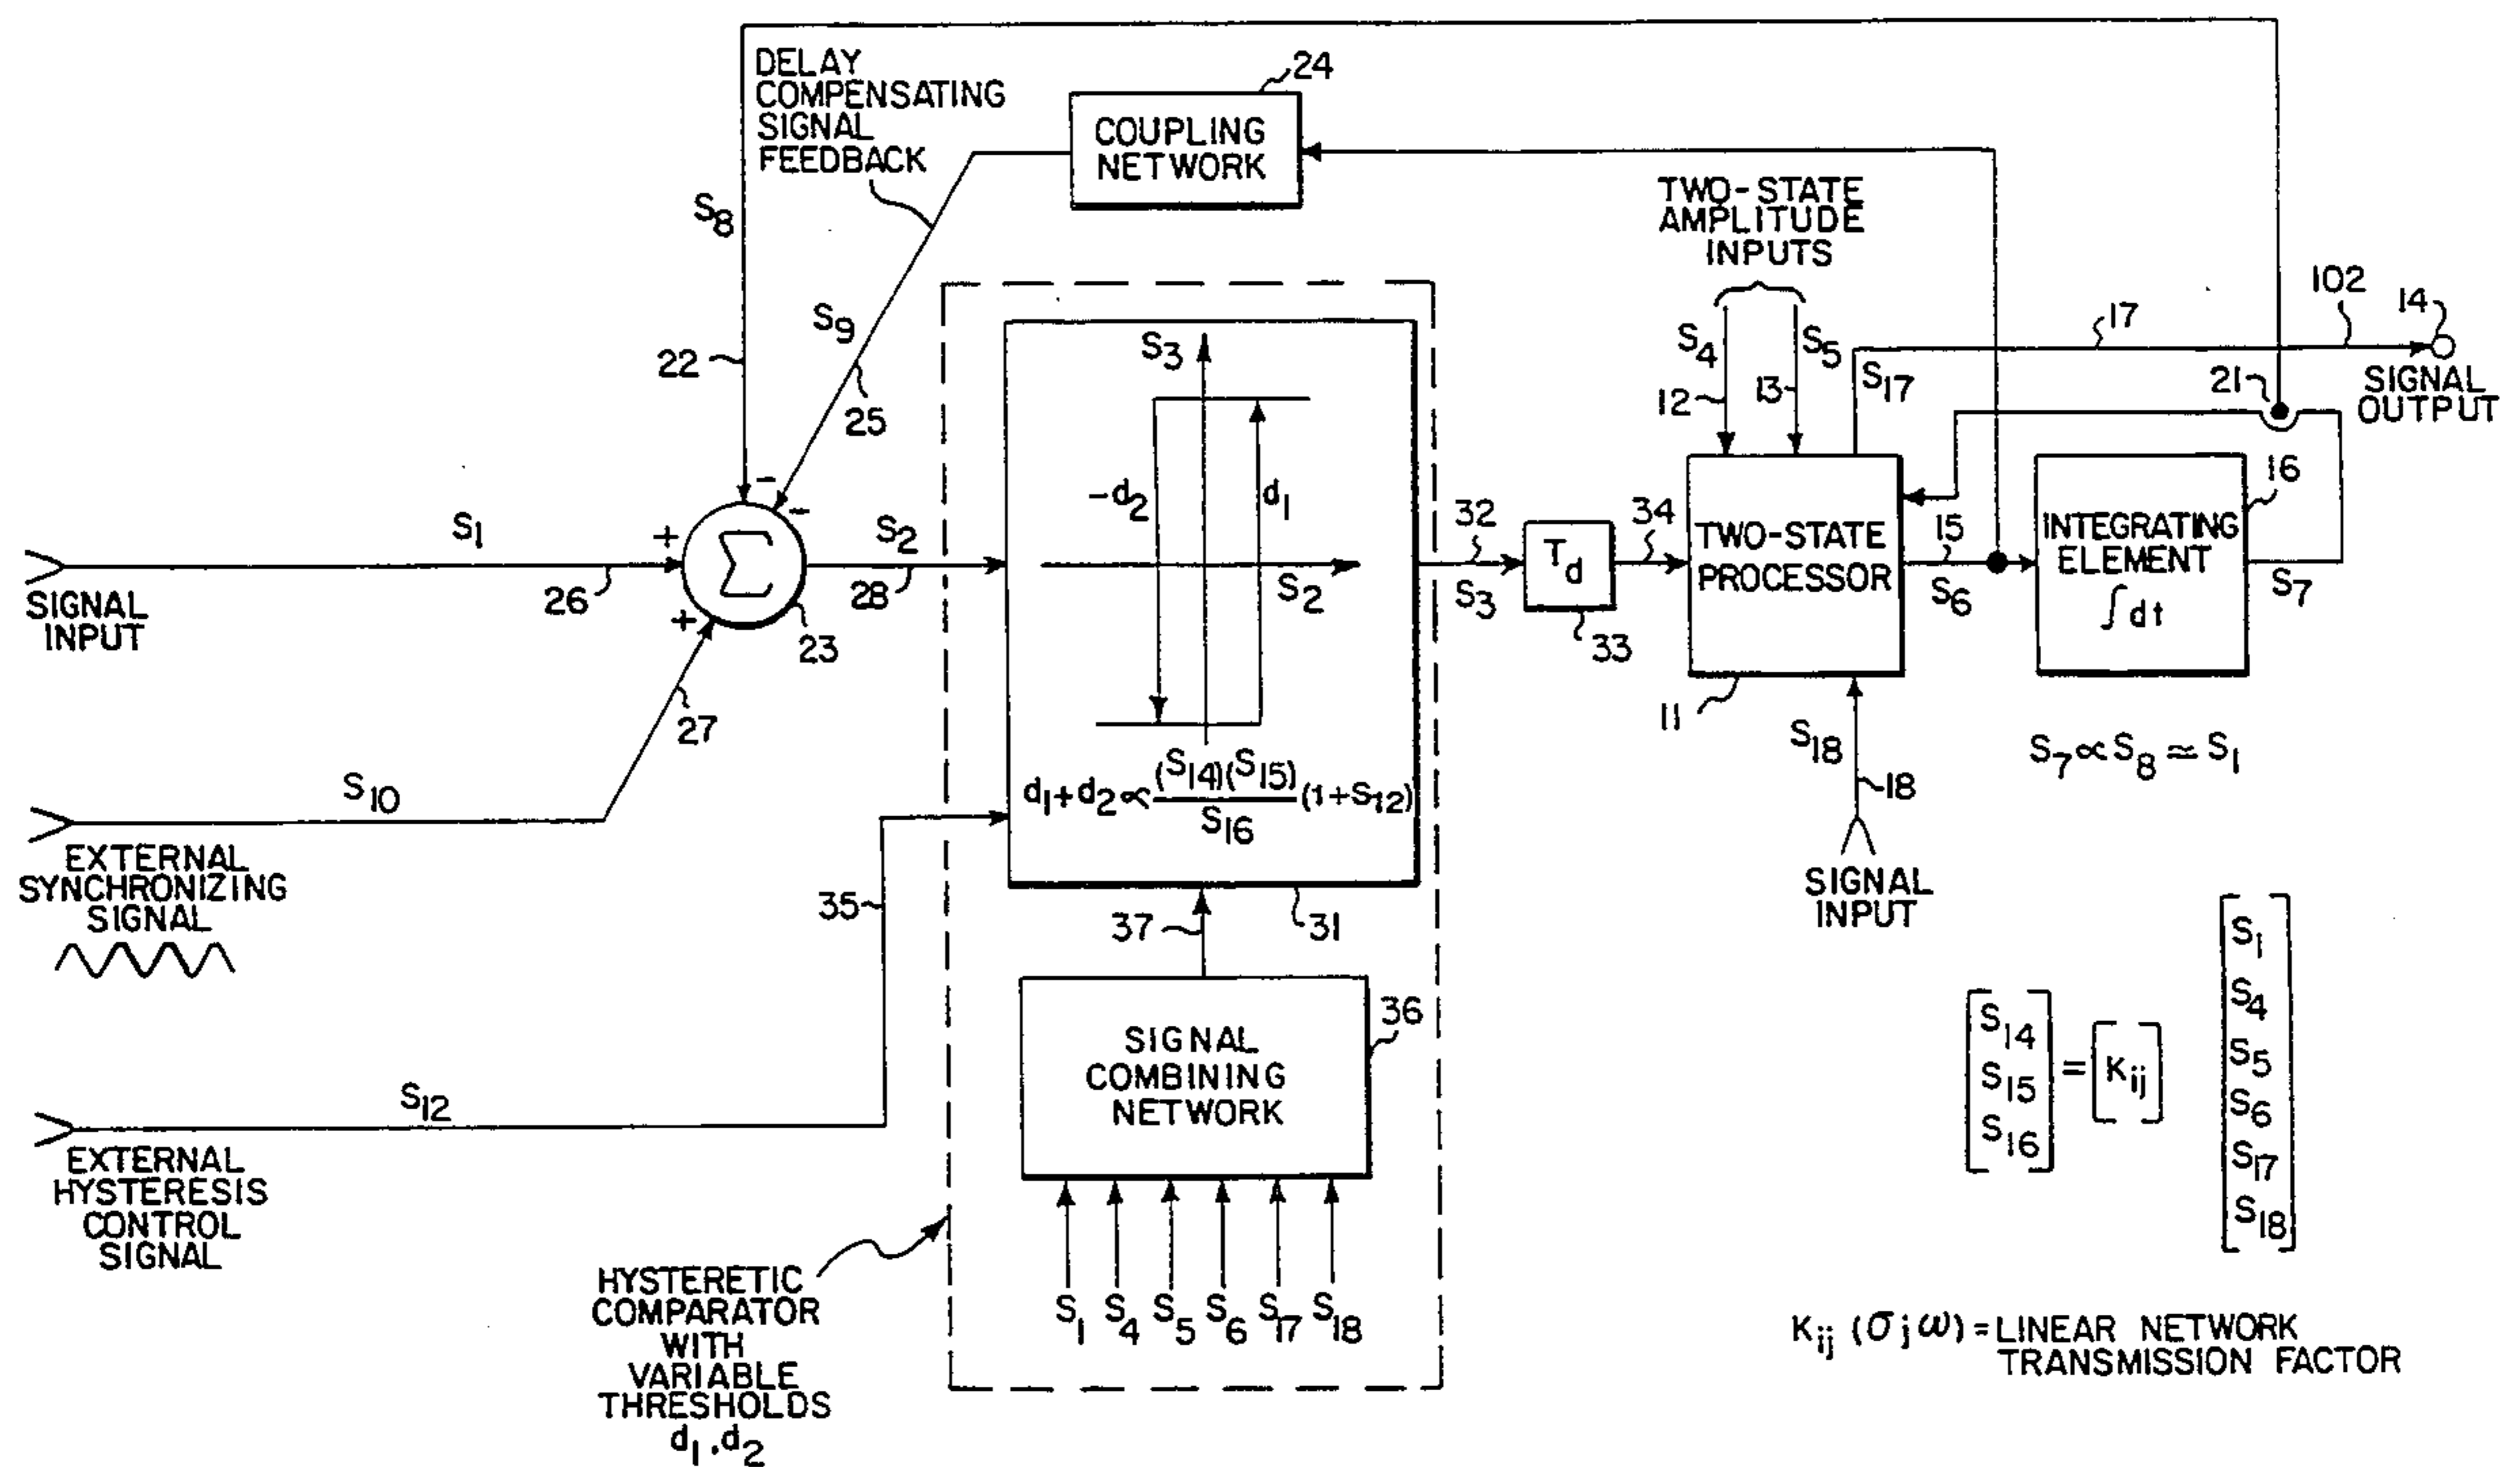 DELAY
COMPENSATING
SIGNAL
FEEDBACK
24
COUPLING
NETWORK
S8
S9
22
25
TWO-STATE
AMPLITUDE
INPUTS
S4
S5
12
13
S17
17
102
14
SIGNAL
OUTPUT
21
16
S3
-d2
d1
S2
S1
+
-
-
+
Σ
26
23
S2
28
SIGNAL
INPUT
27
32
S3
Td
33
34
TWO-STATE
PROCESSOR
11
15
S6
INTEGRATING
ELEMENT
∫ dt
S7
S7 ∝ S8 ≃ S1
S18
18
SIGNAL
INPUT
d1+d2 ∝ (S14)(S15)/S16 (1+S12)
S10
EXTERNAL
SYNCHRONIZING
SIGNAL
35
37
31
SIGNAL
COMBINING
NETWORK
36
S1 S4 S5 S6 S17 S18
S12
EXTERNAL
HYSTERESIS
CONTROL
SIGNAL
HYSTERETIC
COMPARATOR
WITH
VARIABLE
THRESHOLDS
d1,d2
[S14
S15
S16] = [Kij]
[S1
S4
S5
S6
S17
S18]
Kij (σjω) = LINEAR NETWORK
TRANSMISSION FACTOR